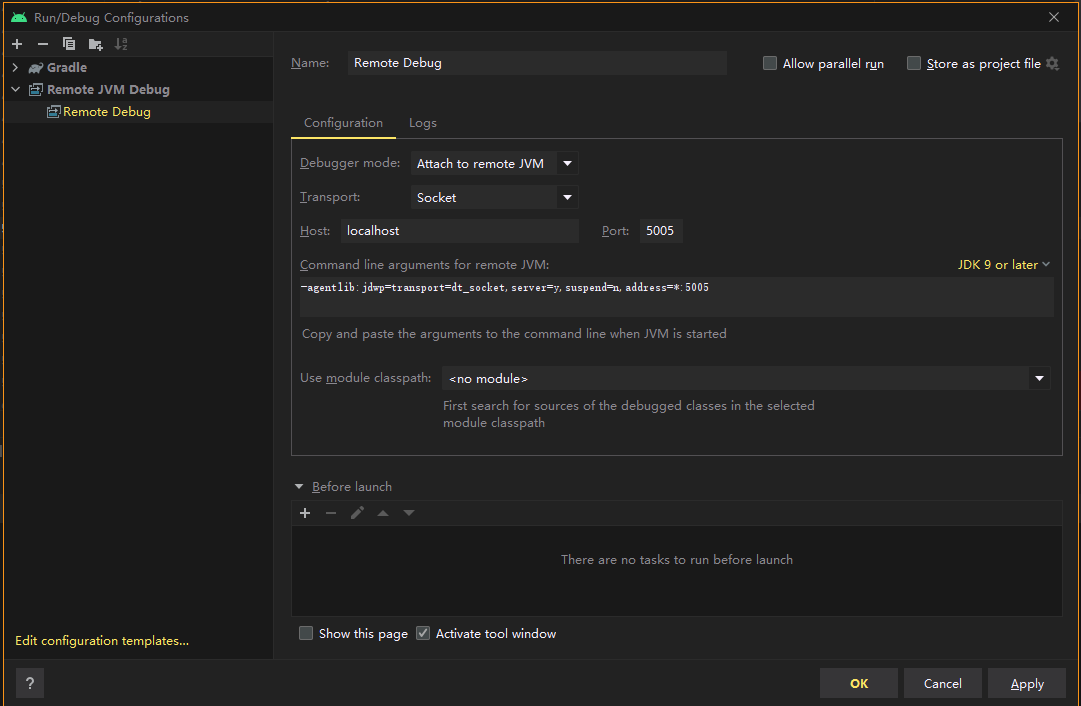 Run/Debug Configurations
Gradle
Remote JVM Debug
Remote Debug
Edit configuration templates...
Name: Remote Debug
Allow parallel run
Store as project file
Configuration Logs
Debugger mode: Attach to remote JVM
Transport: Socket
Host: localhost Port: 5005
Command line arguments for remote JVM: JDK 9 or later
-agentlib:jdwp=transport=dt_socket,server=y,suspend=n,address=*:5005
Copy and paste the arguments to the command line when JVM is started
Use module classpath: <no module>
First search for sources of the debugged classes in the selected
module classpath
Before launch
There are no tasks to run before launch
Show this page Activate tool window
? OK Cancel Apply